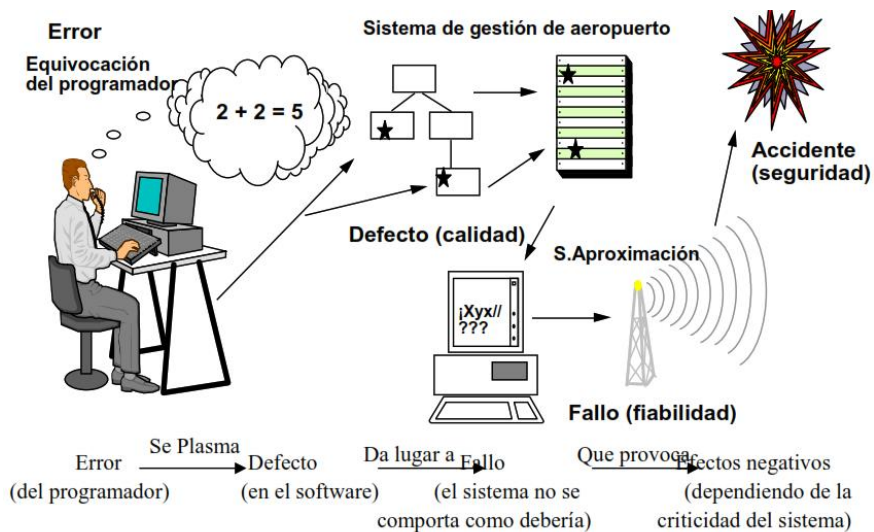 Error
Sistema de gestión de aeropuerto
Equivocación
del programador
2 + 2 = 5
Accidente
(seguridad)
Defecto (calidad)
S.Aproximación
¡Xyx//
???
Fallo (fiabilidad)
Se Plasma
Da lugar a
Que provoca
Error
Defecto
Fallo
Efectos negativos
(del programador)
(en el software)
(el sistema no se
(dependiendo de la
comporta como debería)
criticidad del sistema)